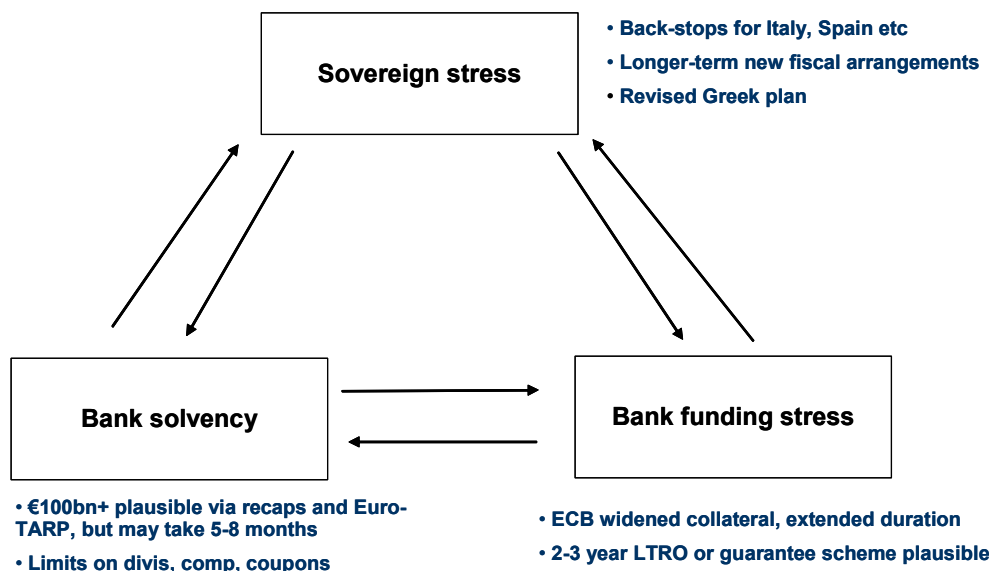 Sovereign stress
• Back-stops for Italy, Spain etc
• Longer-term new fiscal arrangements
• Revised Greek plan
Bank solvency
Bank funding stress
• €100bn+ plausible via recaps and Euro-
TARP, but may take 5-8 months
• Limits on divis, comp, coupons
• ECB widened collateral, extended duration
• 2-3 year LTRO or guarantee scheme plausible